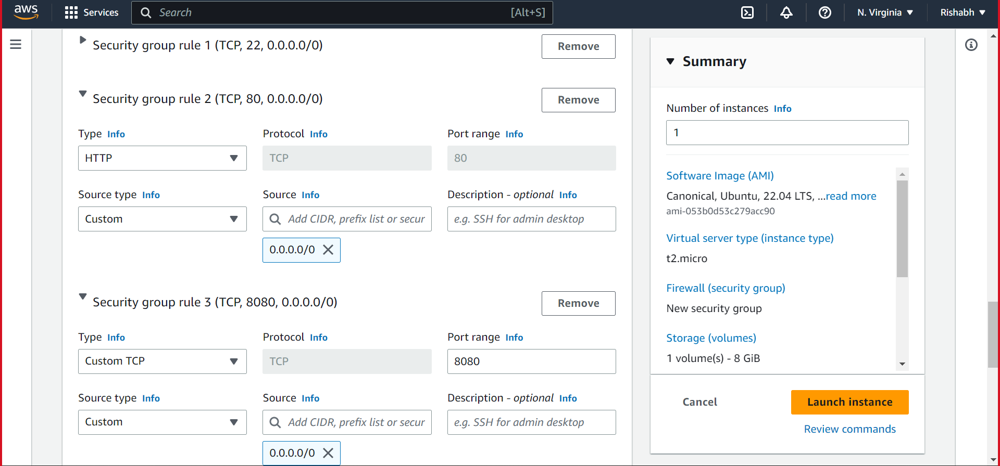 aws Services Search [Alt+S] N. Virginia Rishabh
Security group rule 1 (TCP, 22, 0.0.0.0/0) Remove
Security group rule 2 (TCP, 80, 0.0.0.0/0) Remove
Type Info Protocol Info Port range Info
HTTP TCP 80
Source type Info Source Info Description - optional Info
Custom Add CIDR, prefix list or secur e.g. SSH for admin desktop
0.0.0.0/0
Security group rule 3 (TCP, 8080, 0.0.0.0/0) Remove
Type Info Protocol Info Port range Info
Custom TCP TCP 8080
Source type Info Source Info Description - optional Info
Custom Add CIDR, prefix list or secur e.g. SSH for admin desktop
0.0.0.0/0
Summary
Number of instances Info
1
Software Image (AMI)
Canonical, Ubuntu, 22.04 LTS, ...read more
ami-053b0d53c279acc90
Virtual server type (instance type)
t2.micro
Firewall (security group)
New security group
Storage (volumes)
1 volume(s) - 8 GiB
Cancel Launch instance
Review commands